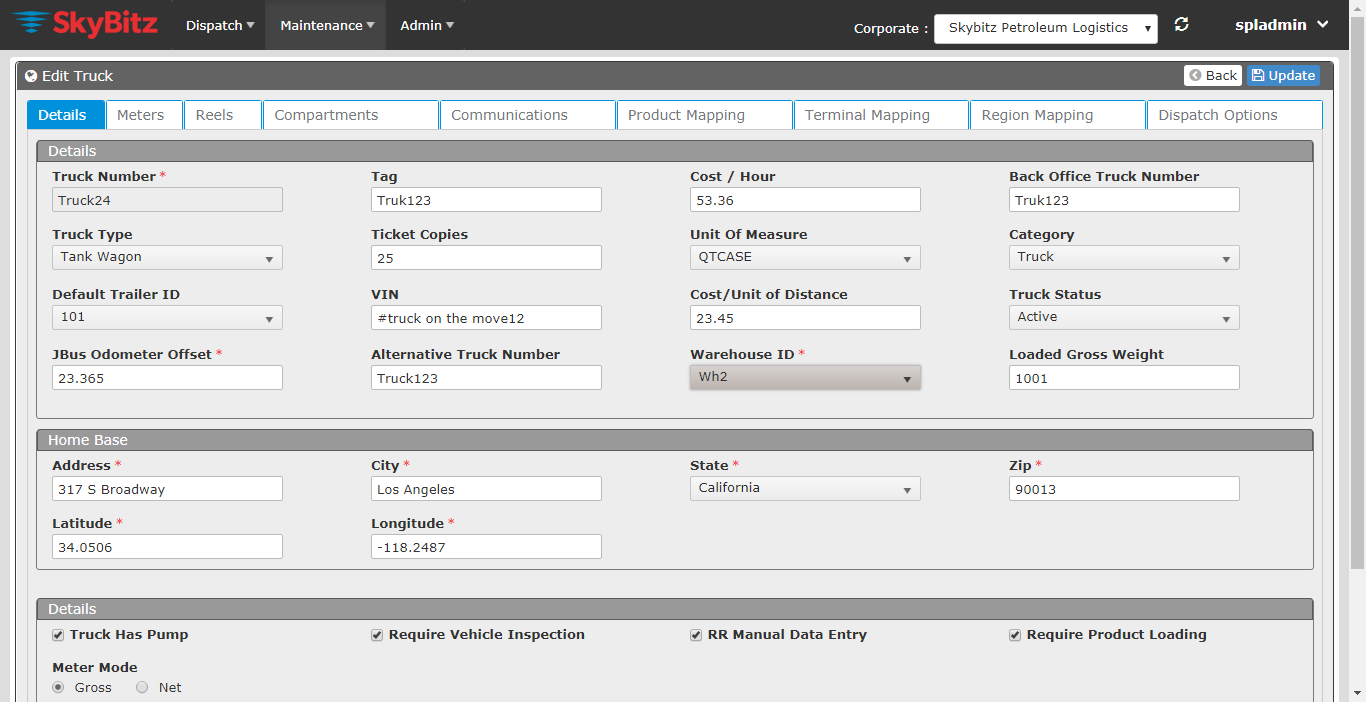 SkyBitz Dispatch Maintenance Admin Corporate : Skybitz Petroleum Logistics spladmin
Edit Truck Back Update
Details Meters Reels Compartments Communications Product Mapping Terminal Mapping Region Mapping Dispatch Options
Details
Truck Number * Tag Cost / Hour Back Office Truck Number
Truck24 Truk123 53.36 Truk123
Truck Type Ticket Copies Unit Of Measure Category
Tank Wagon 25 QTCASE Truck
Default Trailer ID VIN Cost/Unit of Distance Truck Status
101 #truck on the move12 23.45 Active
JBus Odometer Offset * Alternative Truck Number Warehouse ID * Loaded Gross Weight
23.365 Truck123 Wh2 1001
Home Base
Address * City * State * Zip *
317 S Broadway Los Angeles California 90013
Latitude * Longitude *
34.0506 -118.2487
Details
Truck Has Pump Require Vehicle Inspection RR Manual Data Entry Require Product Loading
Meter Mode
Gross Net